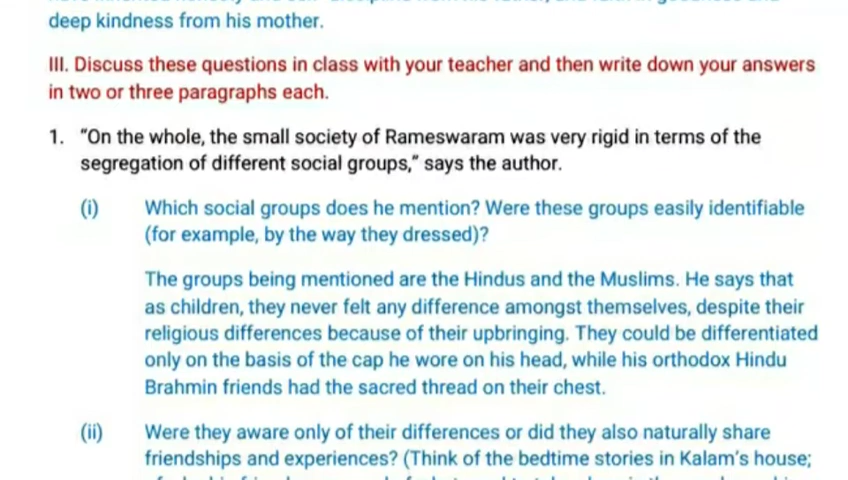 deep kindness from his mother.
III. Discuss these questions in class with your teacher and then write down your answers
in two or three paragraphs each.
1. "On the whole, the small society of Rameswaram was very rigid in terms of the
segregation of different social groups," says the author.
(i) Which social groups does he mention? Were these groups easily identifiable
(for example, by the way they dressed)?
The groups being mentioned are the Hindus and the Muslims. He says that
as children, they never felt any difference amongst themselves, despite their
religious differences because of their upbringing. They could be differentiated
only on the basis of the cap he wore on his head, while his orthodox Hindu
Brahmin friends had the sacred thread on their chest.
(ii) Were they aware only of their differences or did they also naturally share
friendships and experiences? (Think of the bedtime stories in Kalam's house;